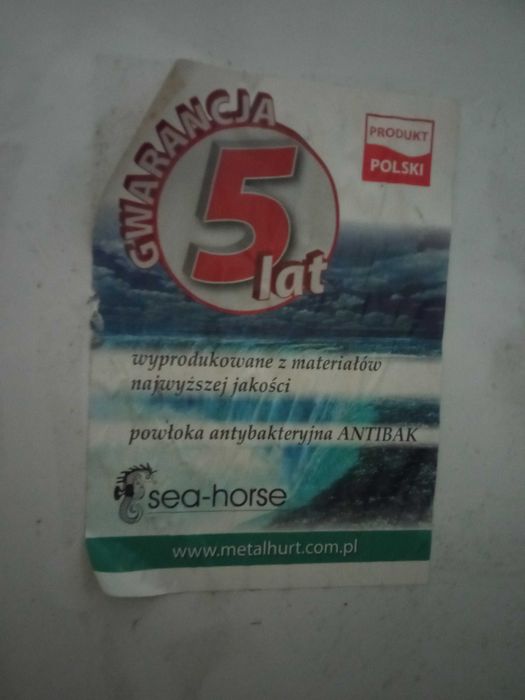 GWARANCJA
5
lat
PRODUKT
POLSKI
wyprodukowane z materiałów
najwyższej jakości
powłoka antybakteryjna ANTIBAK
sea-horse
www.metalhurt.com.pl